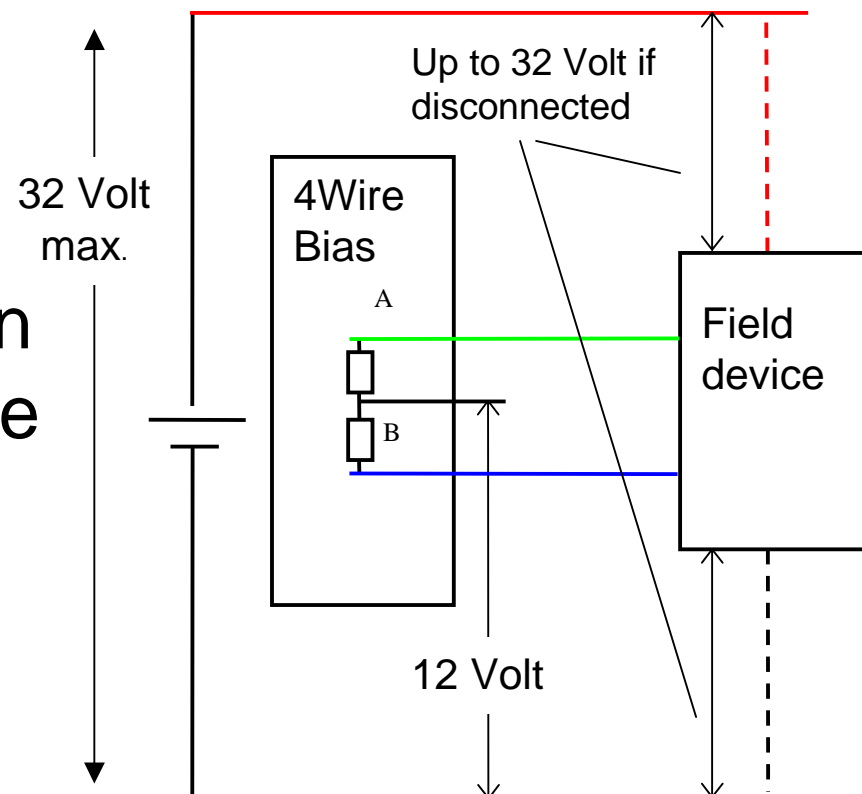 Up to 32 Volt if
disconnected
32 Volt
max.
4Wire
Bias
A
n
e
Field
device
B
12 Volt